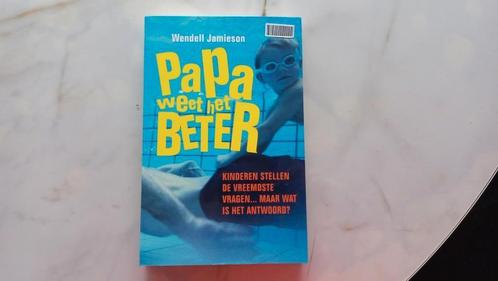 Wendell Jamieson
PaPa
weet het
BETER
KINDEREN STELLEN
DE VREEMDSTE
VRAGEN... MAAR WAT
IS HET ANTWOORD?